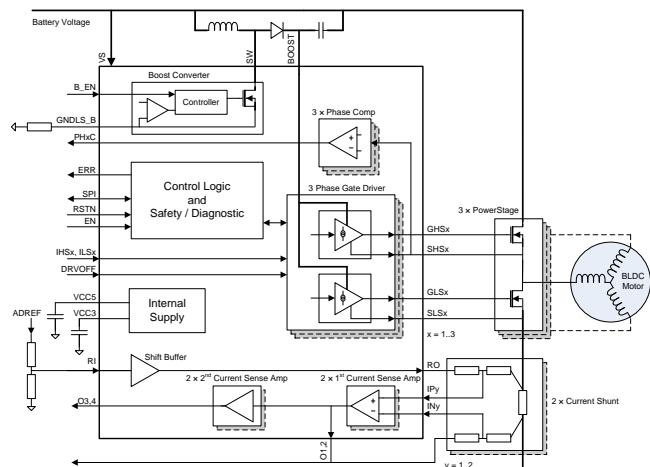 Battery Voltage
VS
SW
BOOST
Boost Converter
B_EN
Controller
GNDLS_B
3 × Phase Comp
PHxC
ERR
SPI
RSTN
EN
Control Logic
and
Safety / Diagnostic
3 Phase Gate Driver
3 × PowerStage
GHSx
SHSx
IHSx, ILSx
DRVOFF
BLDC
Motor
GLSx
SLSx
VCC5
VCC3
Internal
Supply
ADREF
x = 1..3
RI
Shift Buffer
RO
2 × 2nd Current Sense Amp
2 × 1st Current Sense Amp
IPy
INy
2 × Current Shunt
O3,4
O1,2
y = 1..2